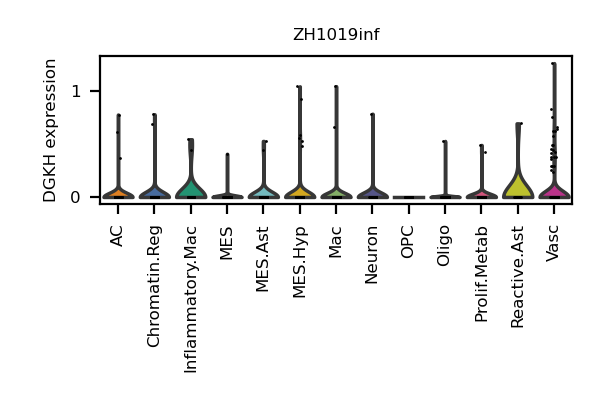 ZH1019inf
DGKH expression
1
0
AC
Chromatin.Reg
Inflammatory.Mac
MES
MES.Ast
MES.Hyp
Mac
Neuron
OPC
Oligo
Prolif.Metab
Reactive.Ast
Vasc